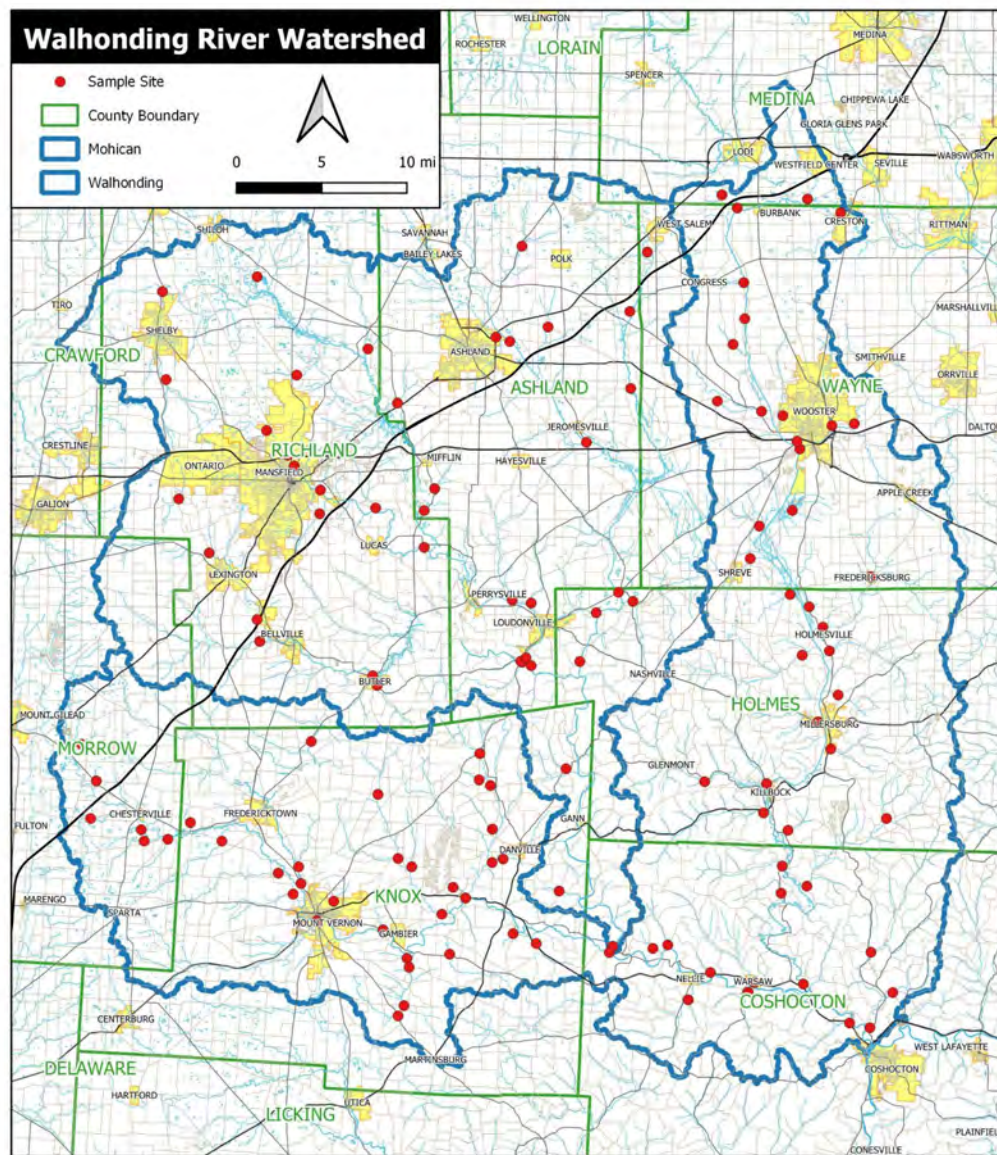 Walhonding River Watershed
Sample Site
County Boundary
Mohican
Walhonding
0 5 10 mi
WELLINGTON
ROCHESTER
LORAIN
MEDINA
SPENCER
MEDINA
CHIPPEWA LAKE
GLORIA GLENS PARK
LODI
WESTFIELD CENTER
SEVILLE
WADSWORTH
BURBANK
CRESTON
RITTMAN
WEST SALEM
SHILOH
SAVANNAH
BAILEY LAKES
POLK
CONGRESS
TIRO
MARSHALLVIL
SHELBY
CRAWFORD
ASHLAND
SMITHVILLE
ORRVILLE
ASHLAND
WAYNE
WOOSTER
JEROMESVILLE
DALTO
CRESTLINE
RICHLAND
ONTARIO
MANSFIELD
MIFFLIN
HAYESVILLE
GALION
APPLE CREEK
LUCAS
LEXINGTON
SHREVE
FREDERICKSBURG
PERRYSVILLE
LOUDONVILLE
BELLVILLE
HOLMESVILLE
BUTLER
NASHVILLE
MOUNT GILEAD
HOLMES
MILLERSBURG
MORROW
GLENMONT
KILLBUCK
CHESTERVILLE
FREDERICKTOWN
FULTON
GANN
DANVILLE
MARENGO
KNOX
SPARTA
MOUNT VERNON
GAMBIER
NELLIE
WARSAW
COSHOCTON
CENTERBURG
MARTINSBURG
WEST LAFAYETTE
DELAWARE
COSHOCTON
HARTFORD
UTICA
LICKING
PLAINFIE
CONESVILLE